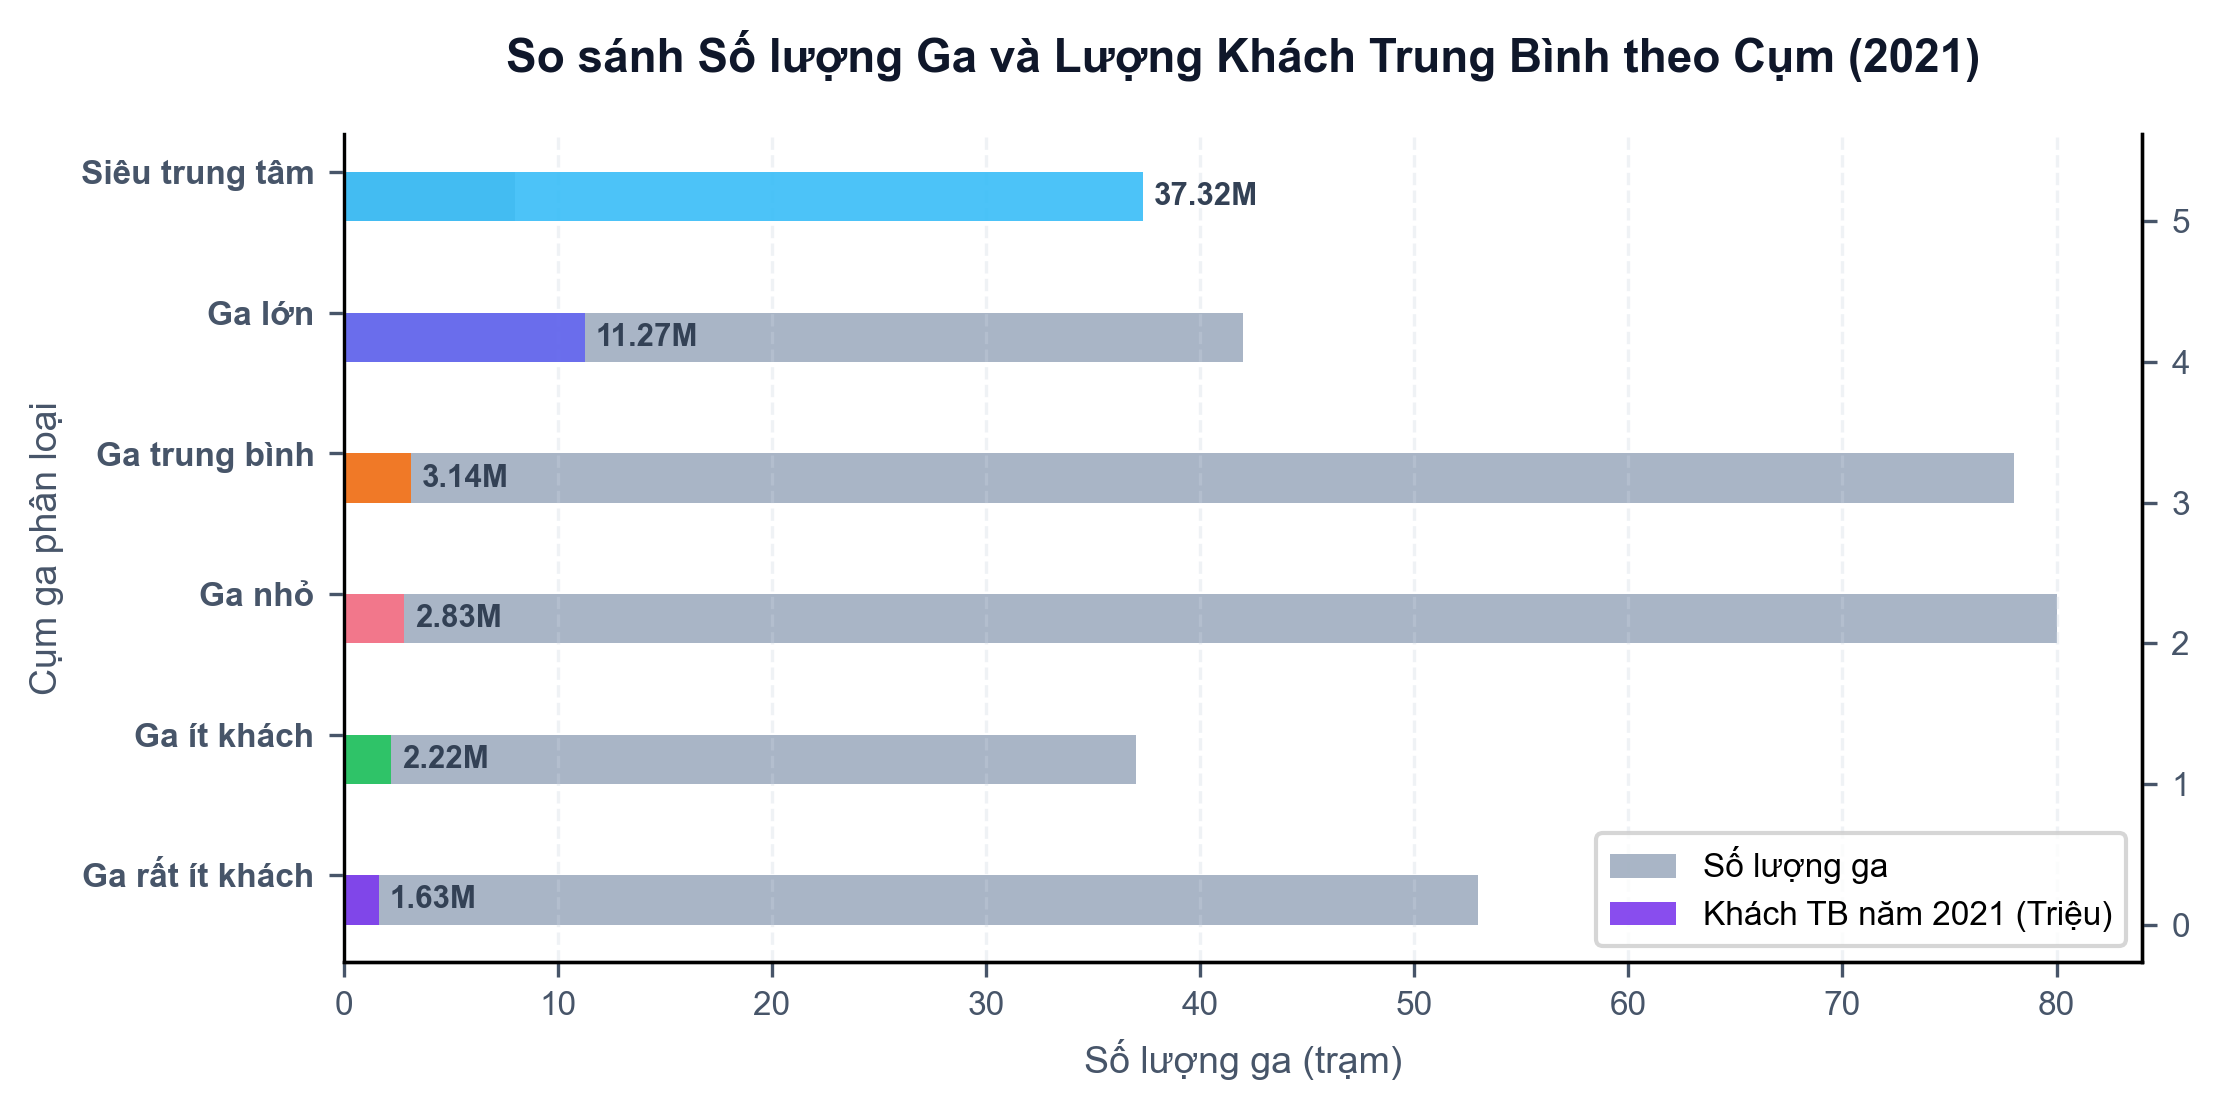 So sánh Số lượng Ga và Lượng Khách Trung Bình theo Cụm (2021)
Cụm ga phân loại
Siêu trung tâm
37.32M
5
Ga lớn
11.27M
4
Ga trung bình
3.14M
3
Ga nhỏ
2.83M
2
Ga ít khách
2.22M
1
Ga rất ít khách
1.63M
0
Số lượng ga
Khách TB năm 2021 (Triệu)
0 10 20 30 40 50 60 70 80
Số lượng ga (trạm)